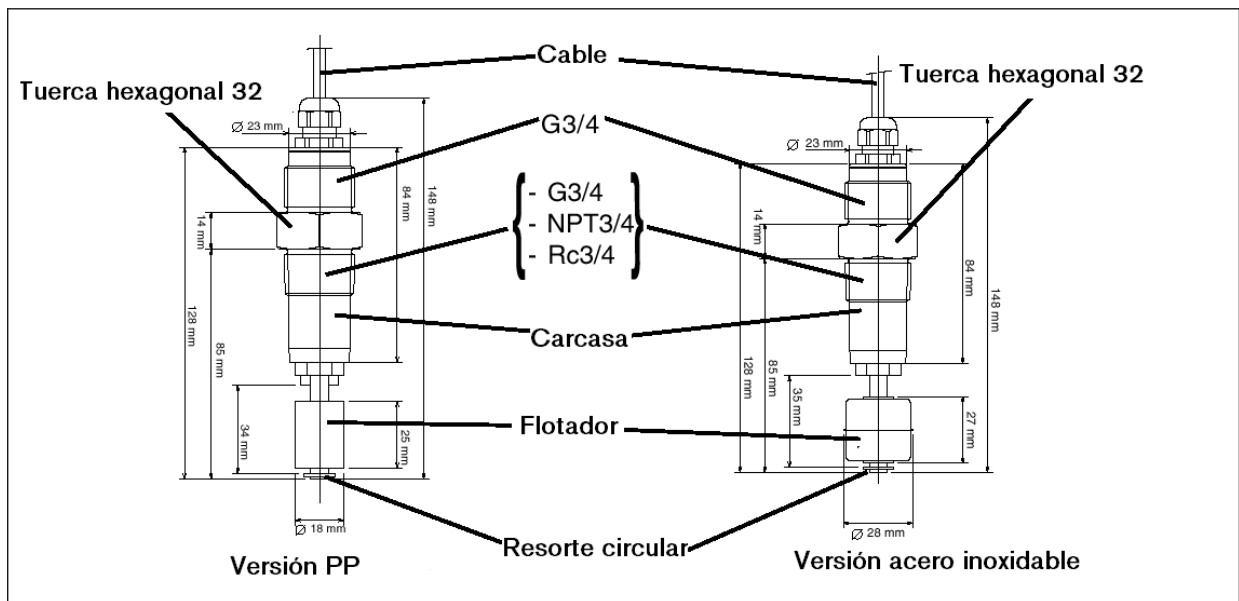 Cable
Tuerca hexagonal 32
Tuerca hexagonal 32
Ø 23 mm
G3/4
Ø 23 mm
- G3/4
- NPT3/4
- Rc3/4
14 mm
84 mm
148 mm
128 mm
85 mm
34 mm
25 mm
14 mm
84 mm
148 mm
128 mm
85 mm
35 mm
27 mm
Carcasa
Flotador
Ø 18 mm
Resorte circular
Ø 28 mm
Versión PP
Versión acero inoxidable